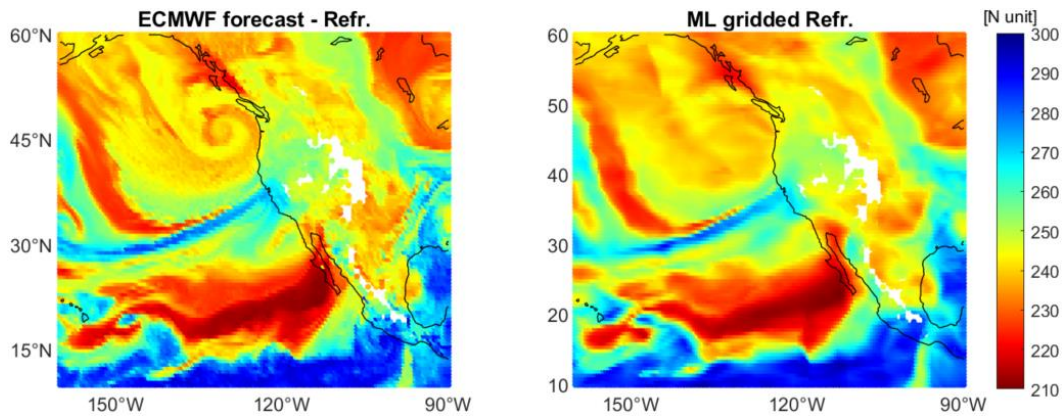 ECMWF forecast - Refr.
60°N
45°N
30°N
15°N
150°W 120°W 90°W
ML gridded Refr.
60
50
40
30
20
10
150°W 120°W 90°W
[N unit]
300
290
280
270
260
250
240
230
220
210